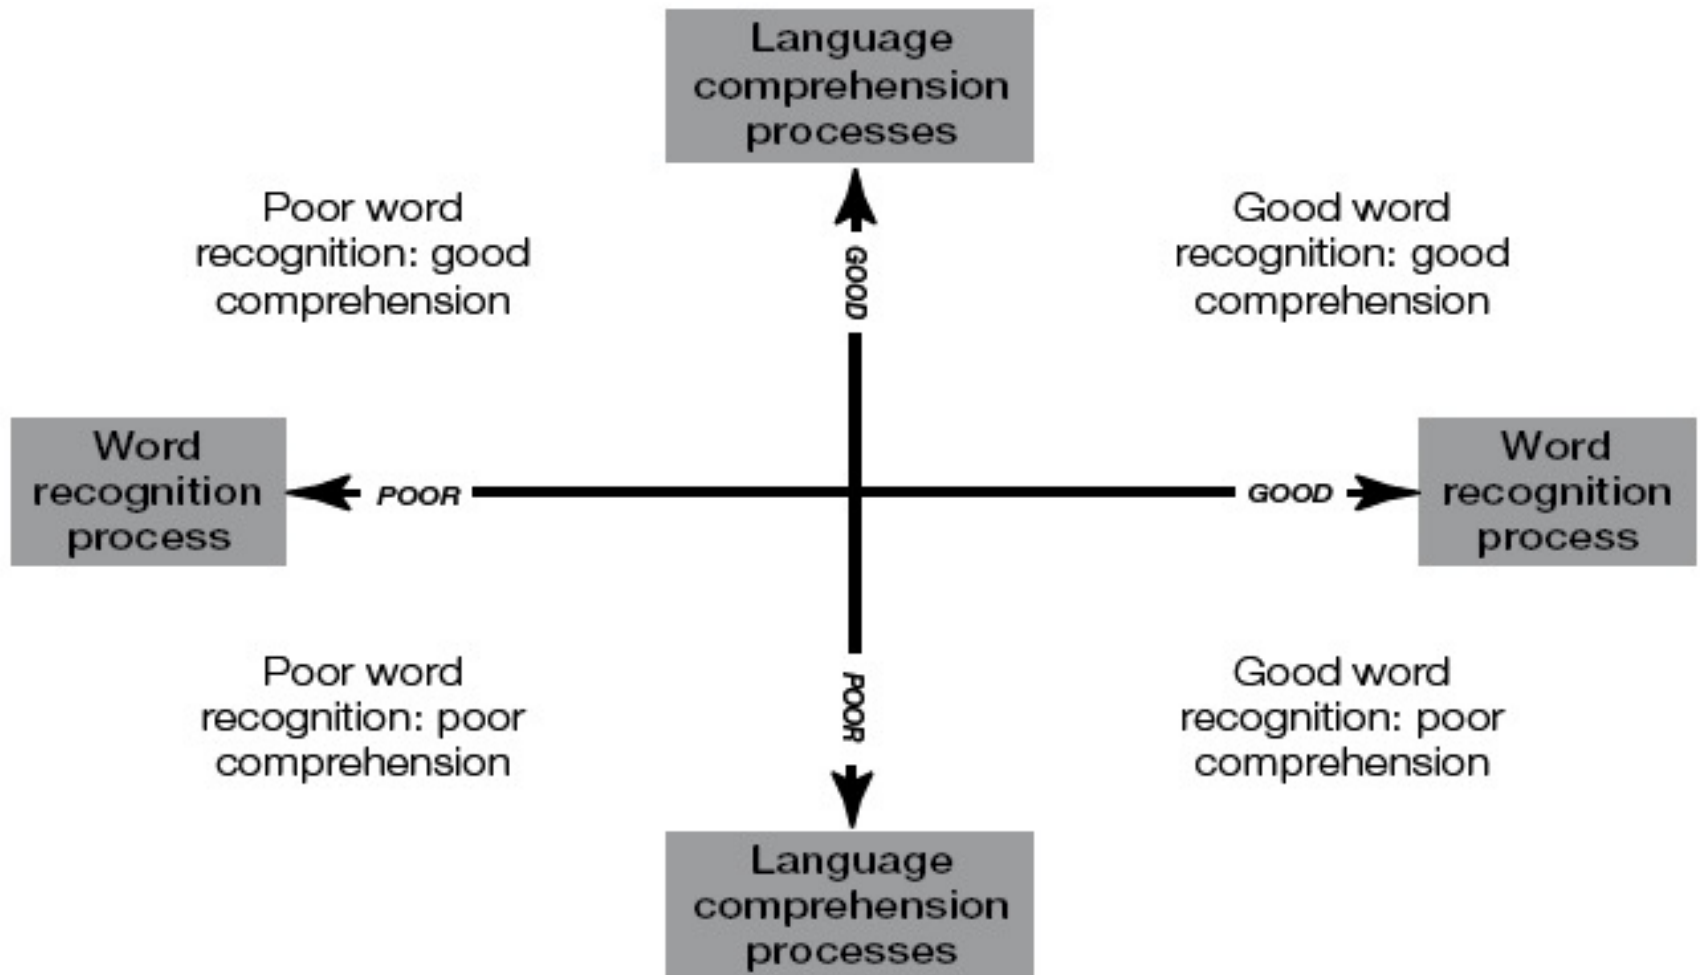 Language
comprehension
processes
Poor word
recognition: good
comprehension
GOOD
Good word
recognition: good
comprehension
Word
recognition
process
POOR
GOOD
Word
recognition
process
Poor word
recognition: poor
comprehension
POOR
Good word
recognition: poor
comprehension
Language
comprehension
processes